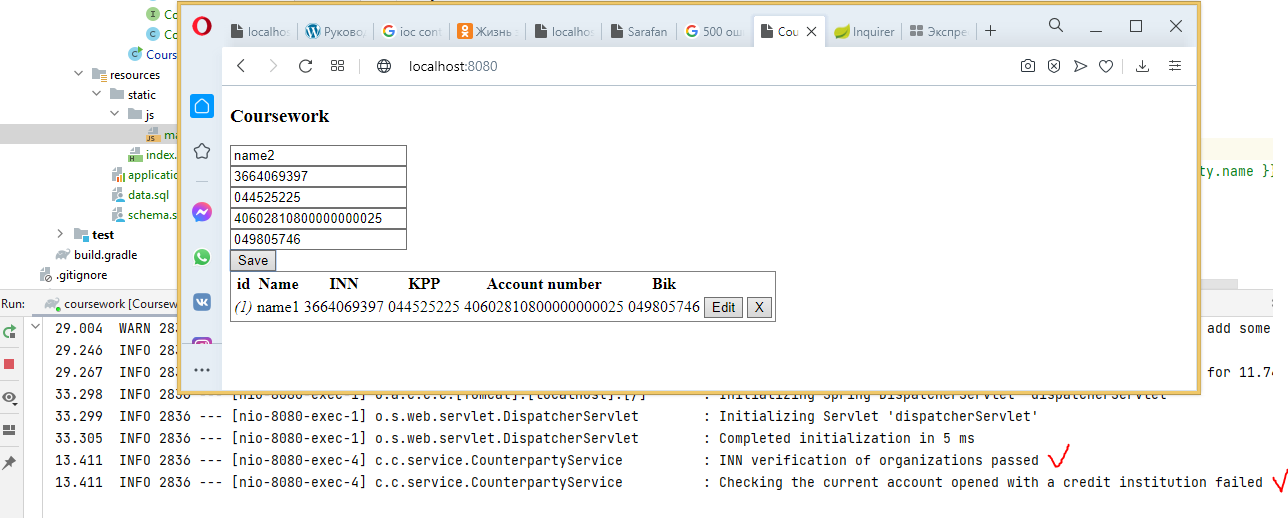 Co
Co
Cours
resources
static
js
ma
index.
application
data.sql
schema.s
test
build.gradle
.gitignore
localhos
Руковод
ioc cont
Жизнь
localhos
Sarafan
500 ош
Cou
Inquirer
Экспре
localhost:8080
Coursework
name2
3664069397
044525225
40602810800000000025
049805746
Save
id Name INN KPP Account number Bik
(1) name1 3664069397 044525225 40602810800000000025 049805746 Edit X
ty.name }}
Run: coursework [Coursew
29.004 WARN 283 add some
29.246 INFO 283
29.267 INFO 283 for 11.74
33.298 INFO 2836 --- [nio-8080-exec-1] o.a.c.c.C.[Tomcat].[localhost].[/] : Initializing Spring DispatcherServlet 'dispatcherServlet'
33.299 INFO 2836 --- [nio-8080-exec-1] o.s.web.servlet.DispatcherServlet : Initializing Servlet 'dispatcherServlet'
33.305 INFO 2836 --- [nio-8080-exec-1] o.s.web.servlet.DispatcherServlet : Completed initialization in 5 ms
13.411 INFO 2836 --- [nio-8080-exec-4] c.c.service.CounterpartyService : INN verification of organizations passed
13.411 INFO 2836 --- [nio-8080-exec-4] c.c.service.CounterpartyService : Checking the current account opened with a credit institution failed